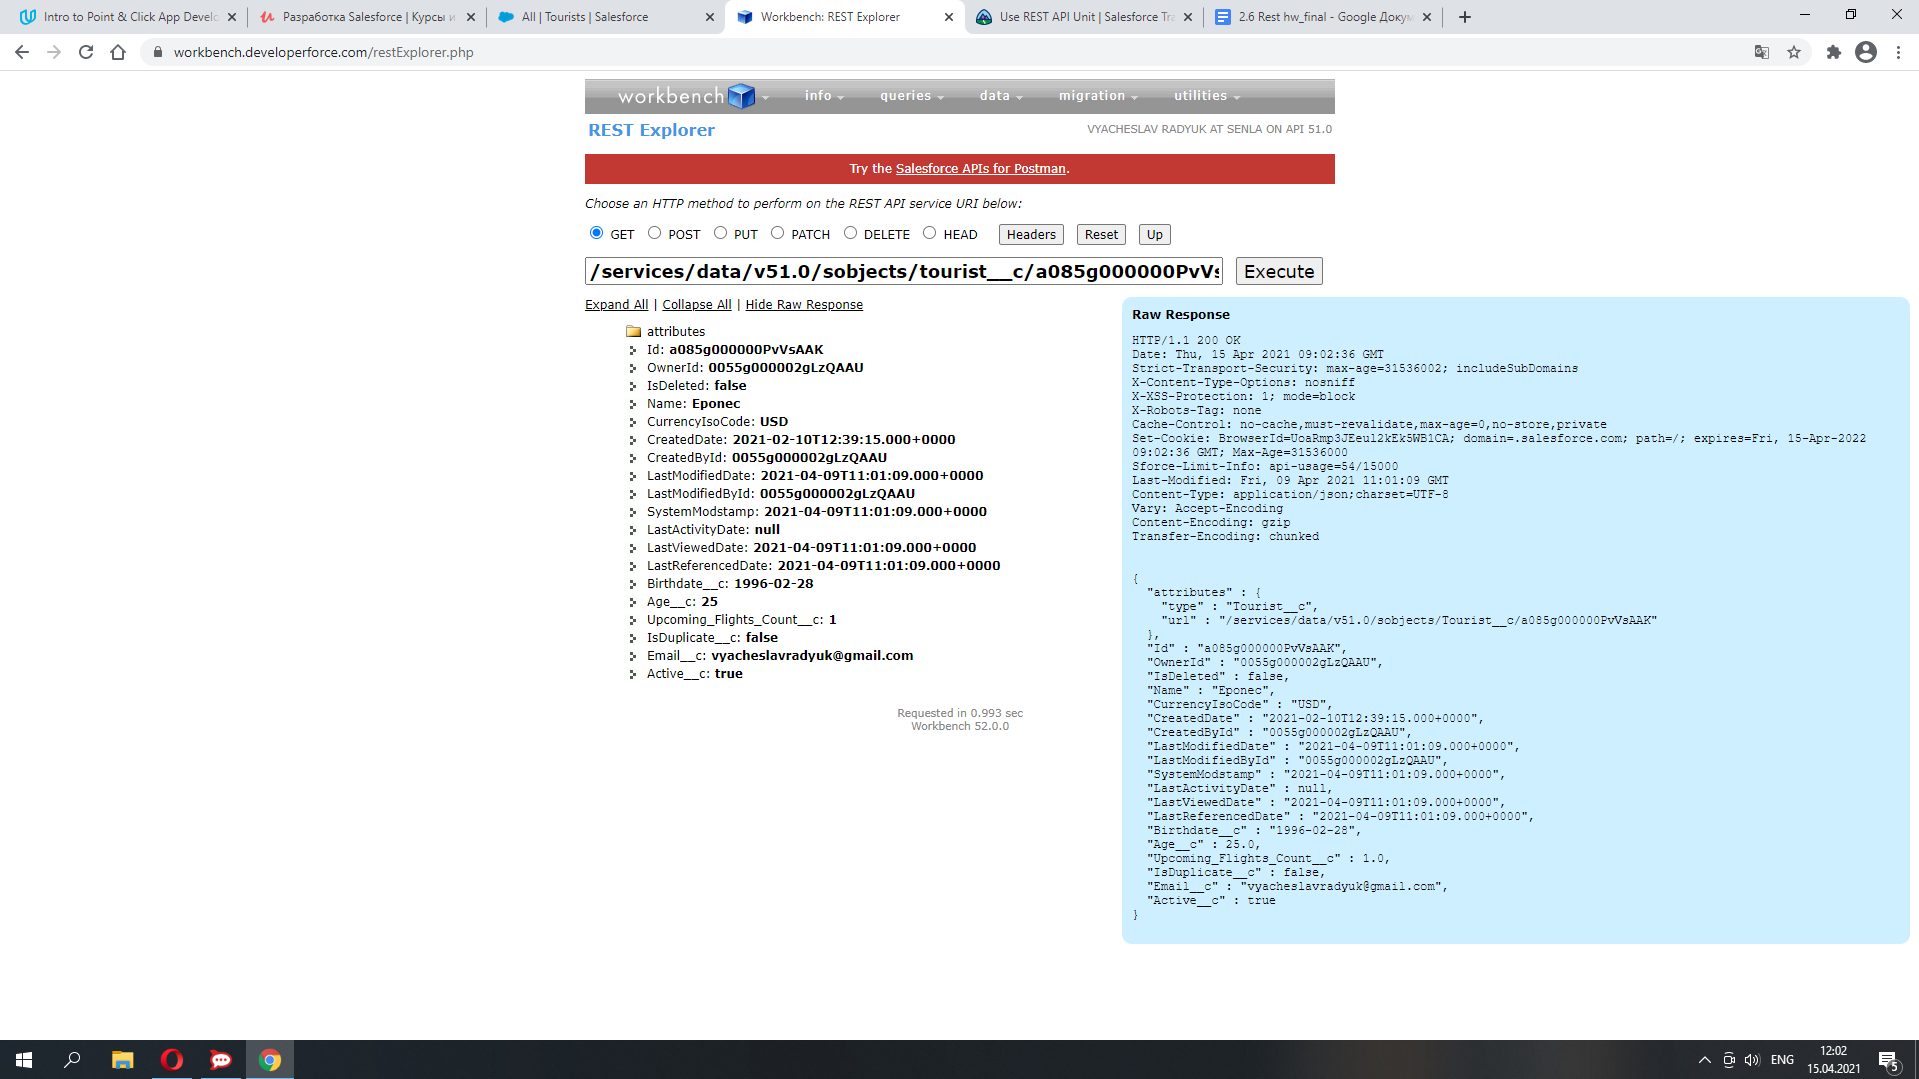 Intro to Point & Click App Develo
Разработка Salesforce | Курсы и
All | Tourists | Salesforce
Workbench: REST Explorer
Use REST API Unit | Salesforce Tra
2.6 Rest hw_final - Google Докум
workbench.developerforce.com/restExplorer.php
workbench
info
queries
data
migration
utilities
REST Explorer
VYACHESLAV RADYUK AT SENLA ON API 51.0
Try the Salesforce APIs for Postman.
Choose an HTTP method to perform on the REST API service URI below:
GET POST PUT PATCH DELETE HEAD Headers Reset Up
/services/data/v51.0/sobjects/tourist__c/a085g000000PvVs
Execute
Expand All | Collapse All | Hide Raw Response
attributes
Id: a085g000000PvVsAAK
OwnerId: 0055g000002gLzQAAU
IsDeleted: false
Name: Eponec
CurrencyIsoCode: USD
CreatedDate: 2021-02-10T12:39:15.000+0000
CreatedById: 0055g000002gLzQAAU
LastModifiedDate: 2021-04-09T11:01:09.000+0000
LastModifiedById: 0055g000002gLzQAAU
SystemModstamp: 2021-04-09T11:01:09.000+0000
LastActivityDate: null
LastViewedDate: 2021-04-09T11:01:09.000+0000
LastReferencedDate: 2021-04-09T11:01:09.000+0000
Birthdate__c: 1996-02-28
Age__c: 25
Upcoming_Flights_Count__c: 1
IsDuplicate__c: false
Email__c: vyacheslavradyuk@gmail.com
Active__c: true
Requested in 0.993 sec
Workbench 52.0.0
Raw Response
HTTP/1.1 200 OK
Date: Thu, 15 Apr 2021 09:02:36 GMT
Strict-Transport-Security: max-age=31536002; includeSubDomains
X-Content-Type-Options: nosniff
X-XSS-Protection: 1; mode=block
X-Robots-Tag: none
Cache-Control: no-cache,must-revalidate,max-age=0,no-store,private
Set-Cookie: BrowserId=UoaRmp3JEeul2kEk5WB1CA; domain=.salesforce.com; path=/; expires=Fri, 15-Apr-2022
09:02:36 GMT; Max-Age=31536000
Sforce-Limit-Info: api-usage=54/15000
Last-Modified: Fri, 09 Apr 2021 11:01:09 GMT
Content-Type: application/json;charset=UTF-8
Vary: Accept-Encoding
Content-Encoding: gzip
Transfer-Encoding: chunked
{
"attributes" : {
"type" : "Tourist__c",
"url" : "/services/data/v51.0/sobjects/Tourist__c/a085g000000PvVsAAK"
},
"Id" : "a085g000000PvVsAAK",
"OwnerId" : "0055g000002gLzQAAU",
"IsDeleted" : false,
"Name" : "Eponec",
"CurrencyIsoCode" : "USD",
"CreatedDate" : "2021-02-10T12:39:15.000+0000",
"CreatedById" : "0055g000002gLzQAAU",
"LastModifiedDate" : "2021-04-09T11:01:09.000+0000",
"LastModifiedById" : "0055g000002gLzQAAU",
"SystemModstamp" : "2021-04-09T11:01:09.000+0000",
"LastActivityDate" : null,
"LastViewedDate" : "2021-04-09T11:01:09.000+0000",
"LastReferencedDate" : "2021-04-09T11:01:09.000+0000",
"Birthdate__c" : "1996-02-28",
"Age__c" : 25.0,
"Upcoming_Flights_Count__c" : 1.0,
"IsDuplicate__c" : false,
"Email__c" : "vyacheslavradyuk@gmail.com",
"Active__c" : true
}
ENG
12:02
15.04.2021
5